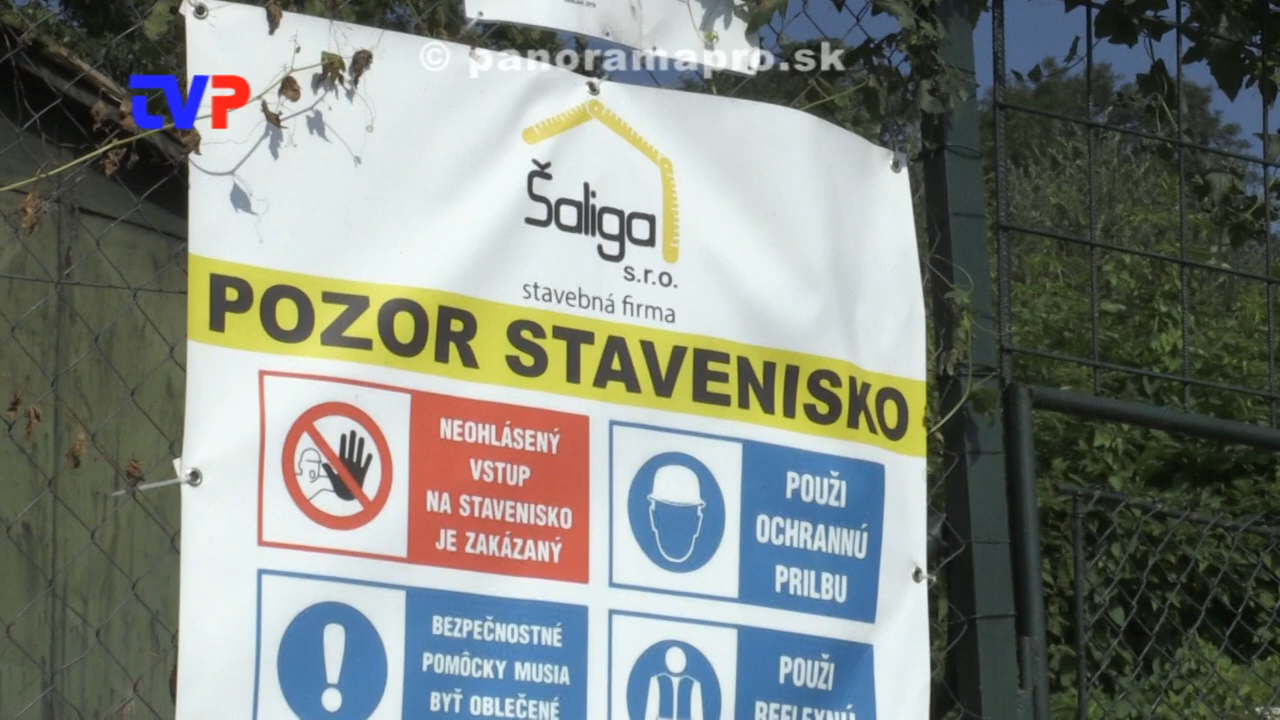 © panoramapro.sk
TVP
Šaliga
s.r.o.
stavebná firma
POZOR STAVENISKO
NEOHLÁSENÝ
VSTUP
NA STAVENISKO
JE ZAKÁZANÝ
POUŽI
OCHRANNÚ
PRILBU
BEZPEČNOSTNÉ
POMÔCKY MUSIA
BYŤ OBLEČENÉ
POUŽI
REFLEXNÚ